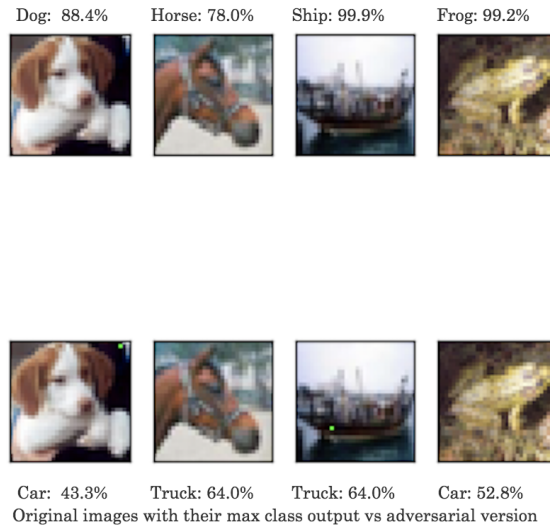 Dog: 88.4% Horse: 78.0% Ship: 99.9% Frog: 99.2%
Car: 43.3% Truck: 64.0% Truck: 64.0% Car: 52.8%
Original images with their max class output vs adversarial version